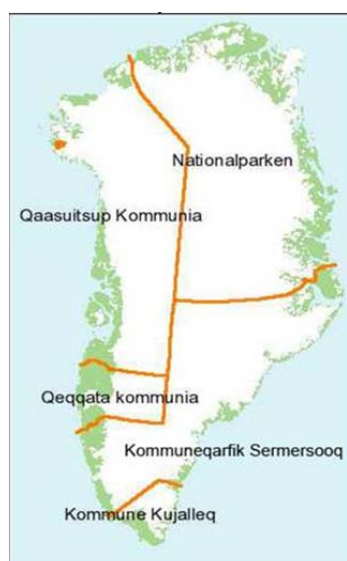 Nationalparken
Qaasuitsup Kommunia
Qeqqata kommunia
Kommuneqarfik Sermersooq
Kommune Kujalleq